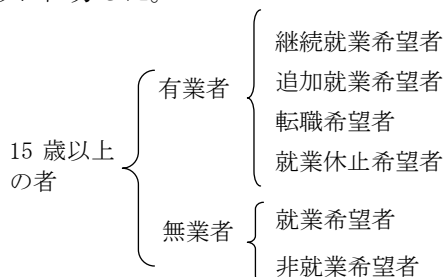 継続就業希望者
有業者
追加就業希望者
転職希望者
就業休止希望者
15 歳以上
の者
無業者
就業希望者
非就業希望者